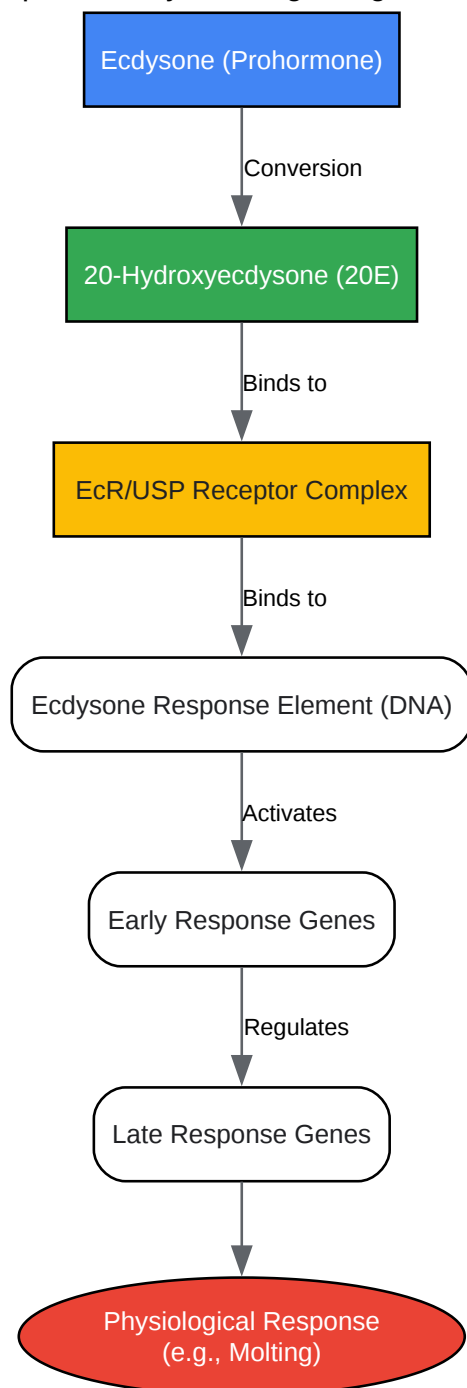 Ecdysone (Prohormone)
Conversion
20-Hydroxyecdysone (20E)
Binds to
EcR/USP Receptor Complex
Binds to
Ecdysone Response Element (DNA)
Activates
Early Response Genes
Regulates
Late Response Genes
Physiological Response
(e.g., Molting)